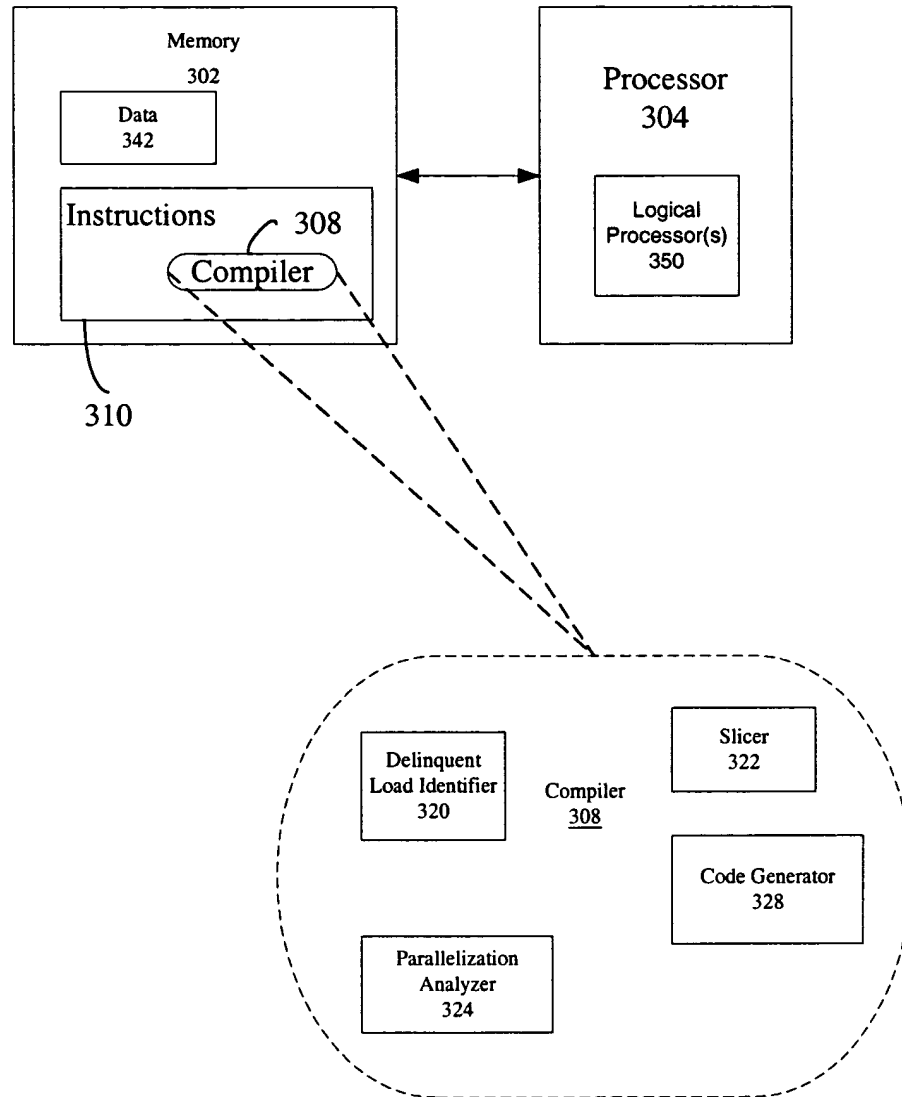 Memory
302
Data
342
Instructions
308
Compiler
310
Processor
304
Logical
Processor(s)
350
Delinquent
Load Identifier
320
Compiler
308
Slicer
322
Code Generator
328
Parallelization
Analyzer
324